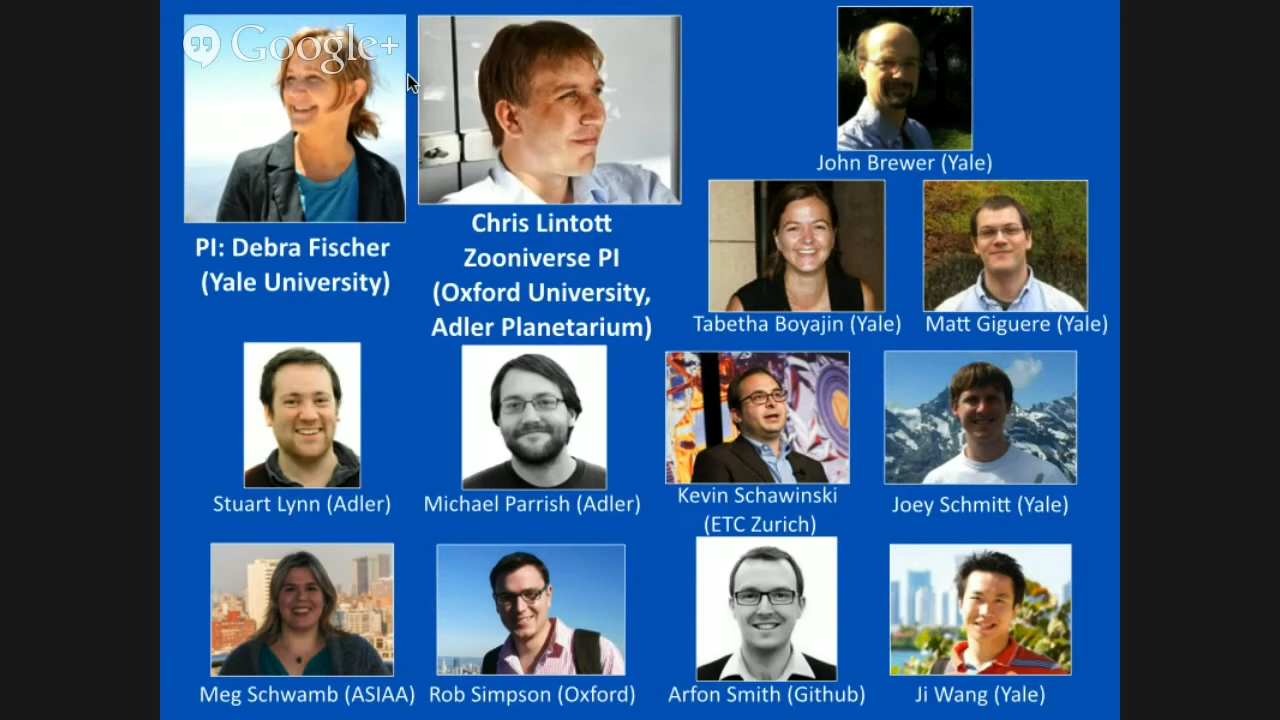 Google+
PI: Debra Fischer
(Yale University)
Chris Lintott
Zooniverse PI
(Oxford University,
Adler Planetarium)
John Brewer (Yale)
Tabetha Boyajin (Yale)
Matt Giguere (Yale)
Stuart Lynn (Adler)
Michael Parrish (Adler)
Kevin Schawinski
(ETC Zurich)
Joey Schmitt (Yale)
Meg Schwamb (ASIAA)
Rob Simpson (Oxford)
Arfon Smith (Github)
Ji Wang (Yale)